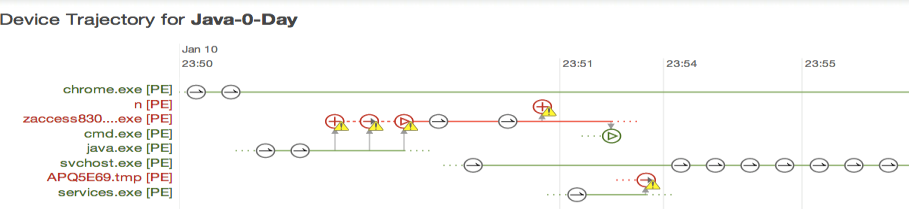 Device Trajectory for Java-0-Day
Jan 10
23:50 23:51 23:54 23:55
chrome.exe [PE]
n [PE]
zaccess830....exe [PE]
cmd.exe [PE]
java.exe [PE]
svchost.exe [PE]
APQ5E69.tmp [PE]
services.exe [PE]